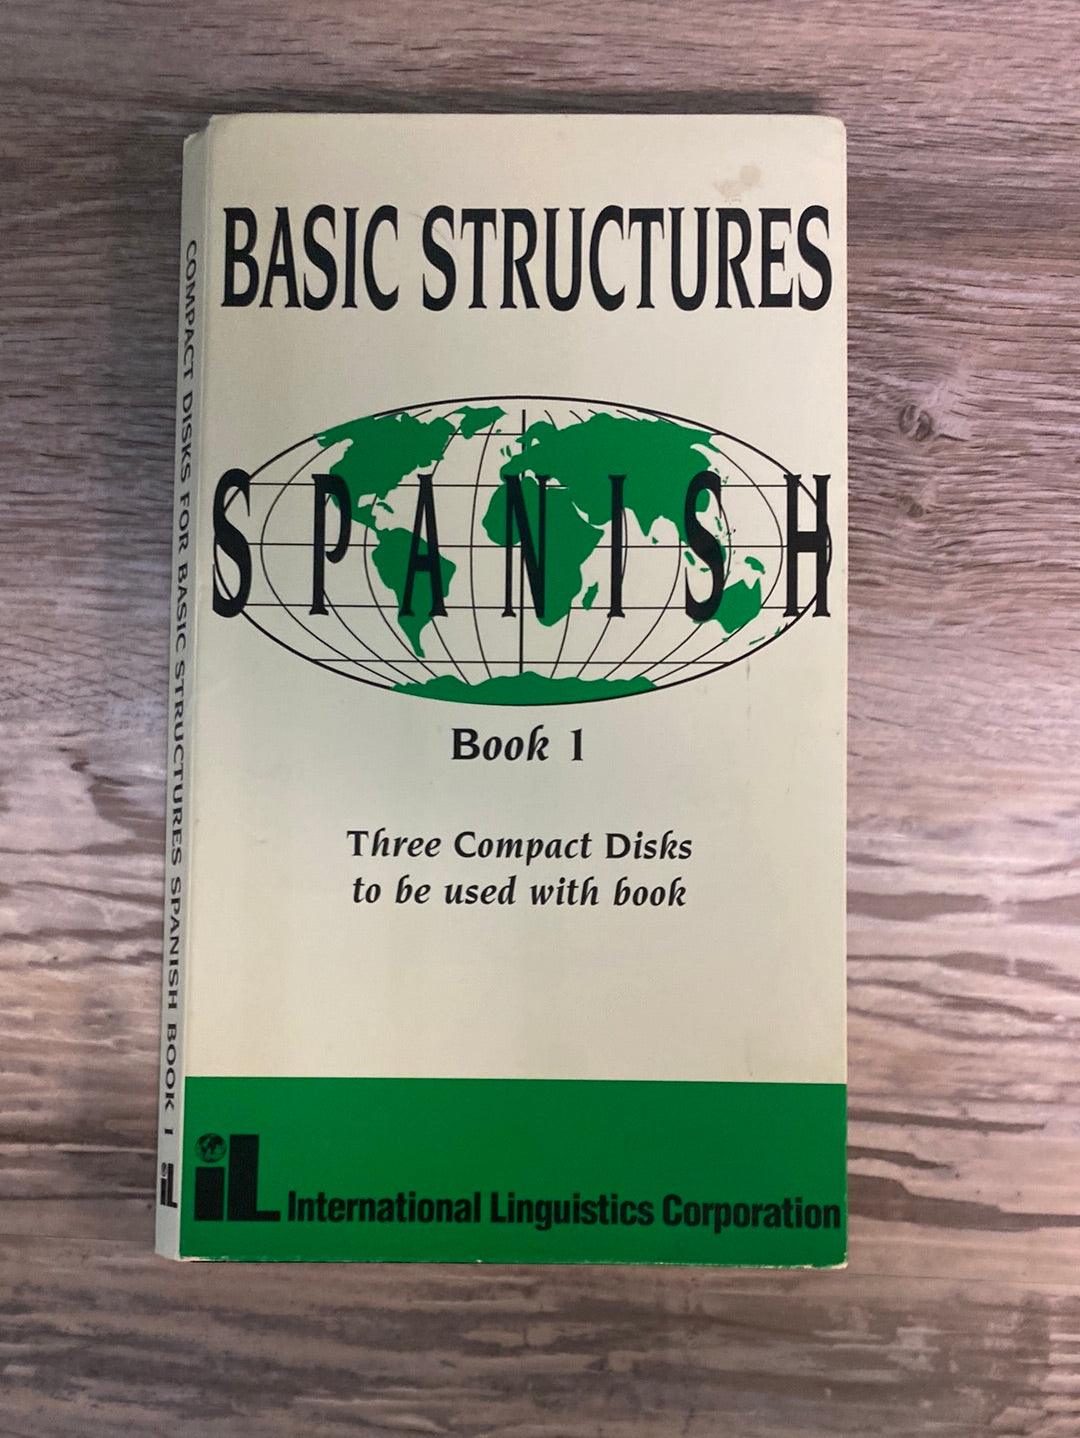 BASIC STRUCTURES
SPANISH
Book 1
Three Compact Disks
to be used with book
iL International Linguistics Corporation
COMPACT DISKS FOR BASIC STRUCTURES SPANISH BOOK 1 iL